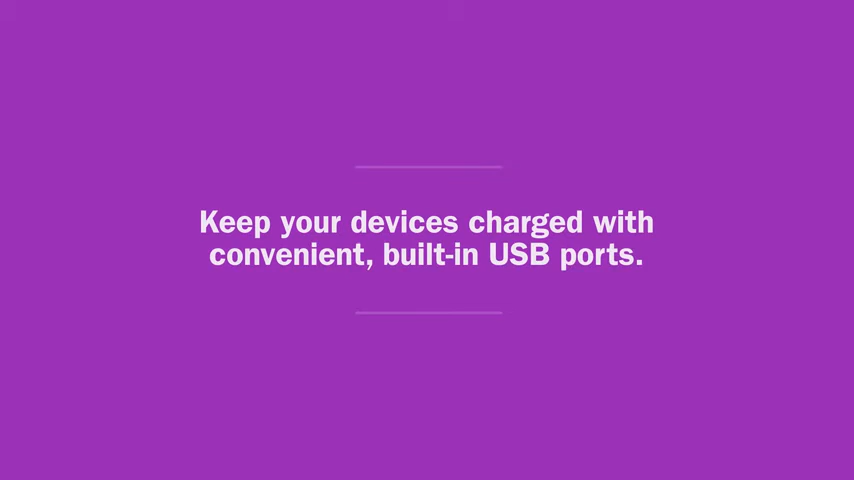 Keep your devices charged with
convenient, built-in USB ports.